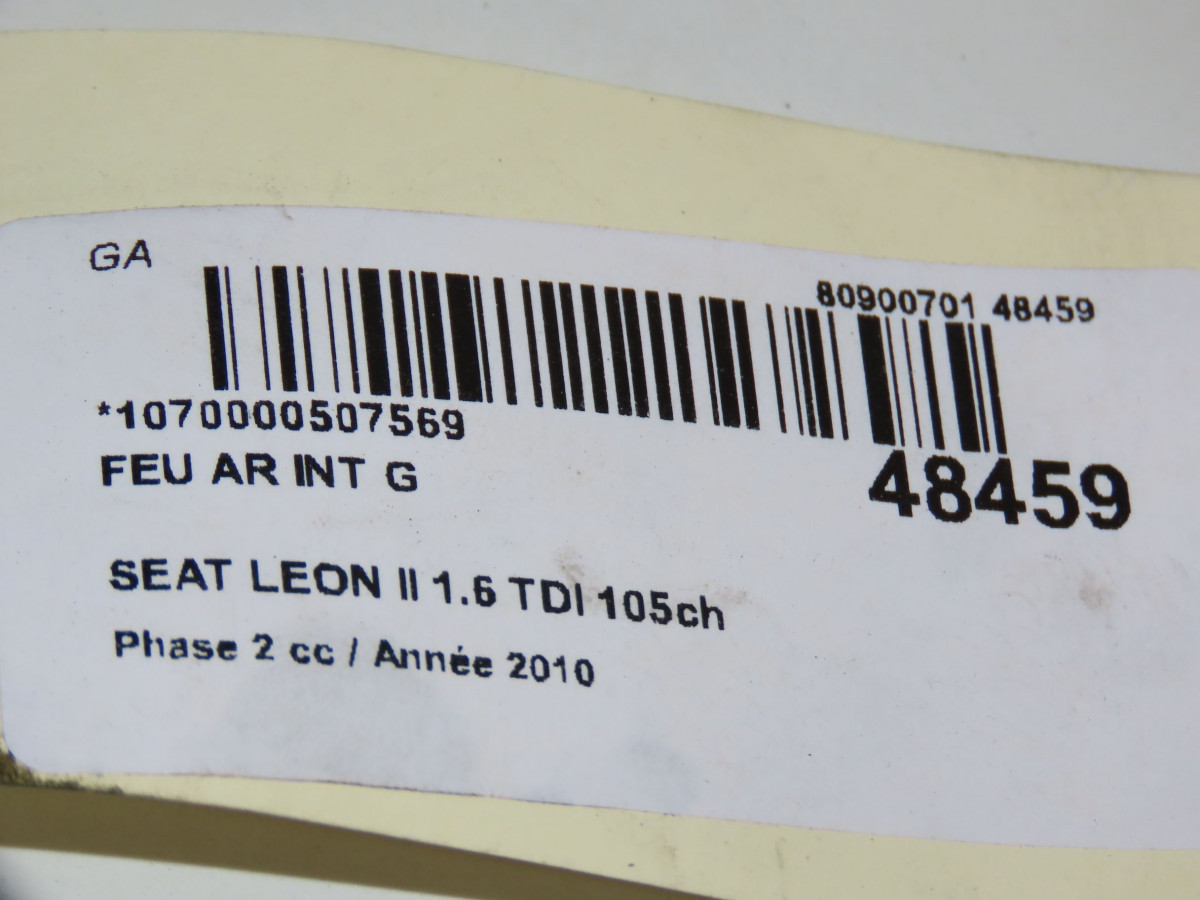 GA
80900701 48459
*1070000507569
FEU AR INT G
48459
SEAT LEON II 1.6 TDI 105ch
Phase 2 cc / Année 2010